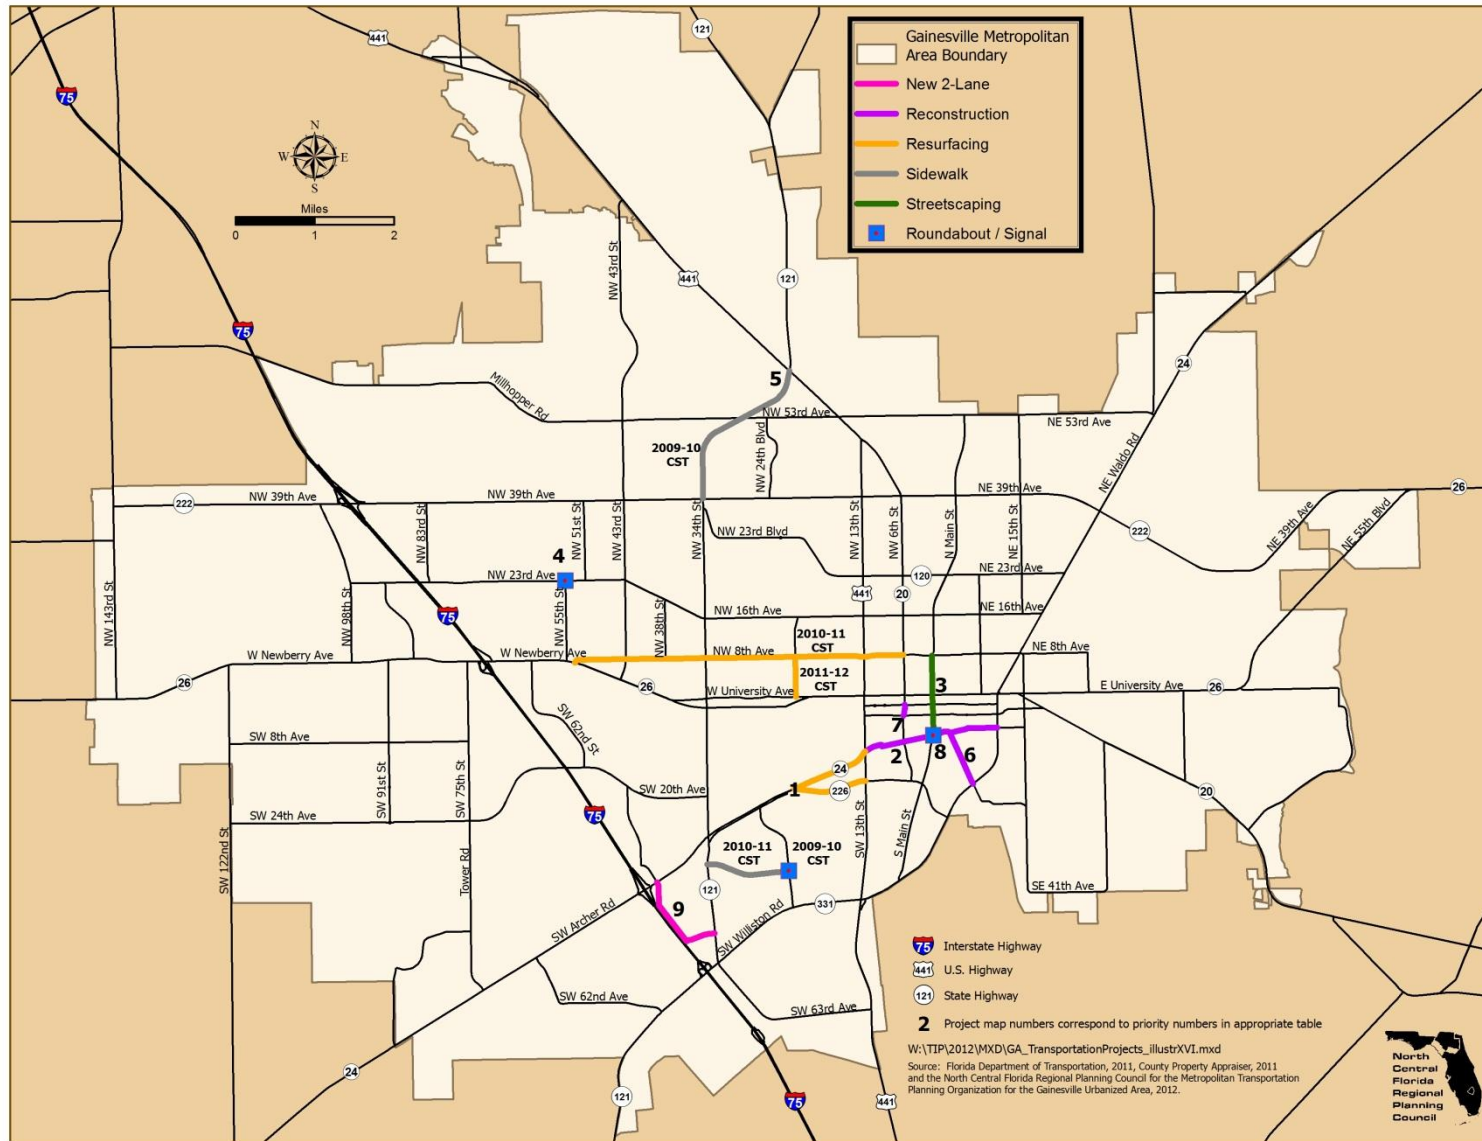 121
441
Gainesville Metropolitan
Area Boundary
New 2-Lane
Reconstruction
Resurfacing
Sidewalk
Streetscaping
Roundabout / Signal
75
N
W E
S
Miles
0 1 2
NW 43rd St
441
121
75
24
5
Millhopper Rd
NW 53rd Ave
NE 53rd Ave
2009-10
CST
NW 24th Blvd
NE Waldo Rd
222
NW 39th Ave
NW 39th Ave
NE 39th Ave
26
NW 83rd St
NW 51st St
NW 43rd St
NW 34th St
NW 23rd Blvd
NW 13th St
NW 6th St
N Main St
NE 15th St
222
NE 39th Ave
NE 55th Blvd
4
NW 23rd Ave
120
NE 23rd Ave
NW 143rd St
NW 98th St
75
NW 55th St
NW 38th St
441
20
NW 16th Ave
NE 16th Ave
2010-11
CST
W Newberry Ave
W Newberry Ave
NW 8th Ave
NE 8th Ave
2011-12
CST
26
26
W University Ave
3
E University Ave
26
SW 62nd St
7
SW 8th Ave
2
8
6
24
SW 91st St
SW 75th St
SW 20th Ave
1
226
20
SW 24th Ave
75
SW 122nd St
SW 13th St
S Main St
2010-11
CST
2009-10
CST
Tower Rd
121
SE 41th Ave
9
331
SW Archer Rd
SW Williston Rd
75
Interstate Highway
441
U.S. Highway
121
State Highway
SW 62nd Ave
SW 63rd Ave
2
Project map numbers correspond to priority numbers in appropriate table
W:\TIP\2012\MXD\GA_TransportationProjects_illustrXVI.mxd
Source: Florida Department of Transportation, 2011, County Property Appraiser, 2011
and the North Central Florida Regional Planning Council for the Metropolitan Transportation
Planning Organization for the Gainesville Urbanized Area, 2012.
24
121
75
441
North
Central
Florida
Regional
Planning
Council